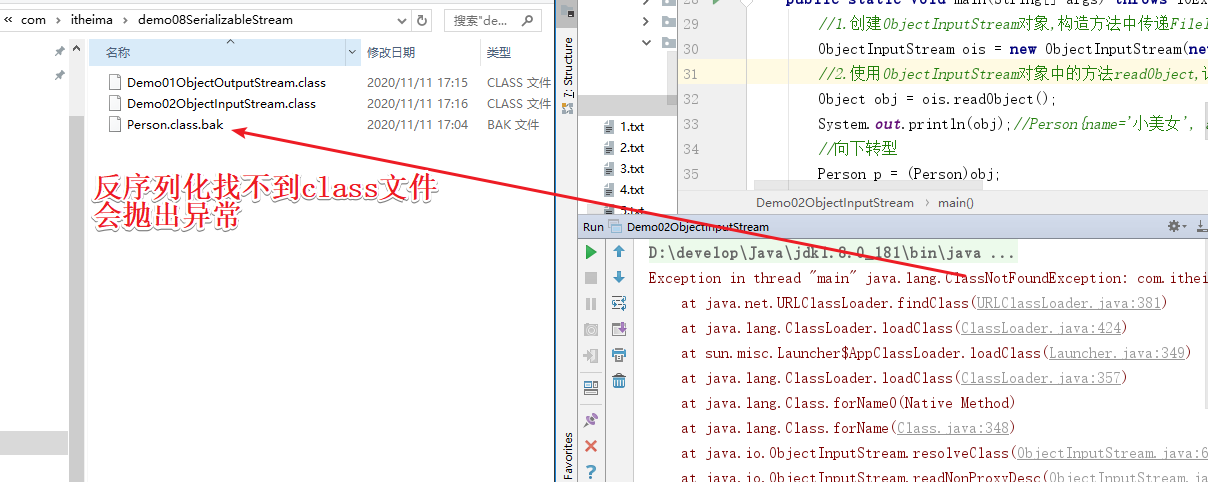 « com › itheima › demo08SerializableStream
搜索"de...
名称
修改日期
类型
Demo01ObjectOutputStream.class
2020/11/11 17:15
CLASS 文件
Demo02ObjectInputStream.class
2020/11/11 17:16
CLASS 文件
Person.class.bak
2020/11/11 17:04
BAK 文件
反序列化找不到class文件
会抛出异常
7: Structure
Favorites
1.txt
2.txt
3.txt
4.txt
29
30
31
32
33
34
35
public static void main(String[] args) throws
//1.创建ObjectInputStream对象,构造方法中传递
ObjectInputStream ois = new ObjectInputStream(
//2.使用ObjectInputStream对象中的方法readObject,
Object obj = ois.readObject();
System.out.println(obj);//Person{name='小美女',
//向下转型
Person p = (Person)obj;
Demo02ObjectInputStream › main()
Run Demo02ObjectInputStream
D:\develop\Java\jdk1.8.0_181\bin\java ...
Exception in thread "main" java.lang.ClassNotFoundException: com.itheim
at java.net.URLClassLoader.findClass(URLClassLoader.java:381)
at java.lang.ClassLoader.loadClass(ClassLoader.java:424)
at sun.misc.Launcher$AppClassLoader.loadClass(Launcher.java:349)
at java.lang.ClassLoader.loadClass(ClassLoader.java:357)
at java.lang.Class.forName0(Native Method)
at java.lang.Class.forName(Class.java:348)
at java.io.ObjectInputStream.resolveClass(ObjectInputStream.java:6
at java.io.ObjectInputStream.readNonProxyDesc(ObjectInputStream.ja